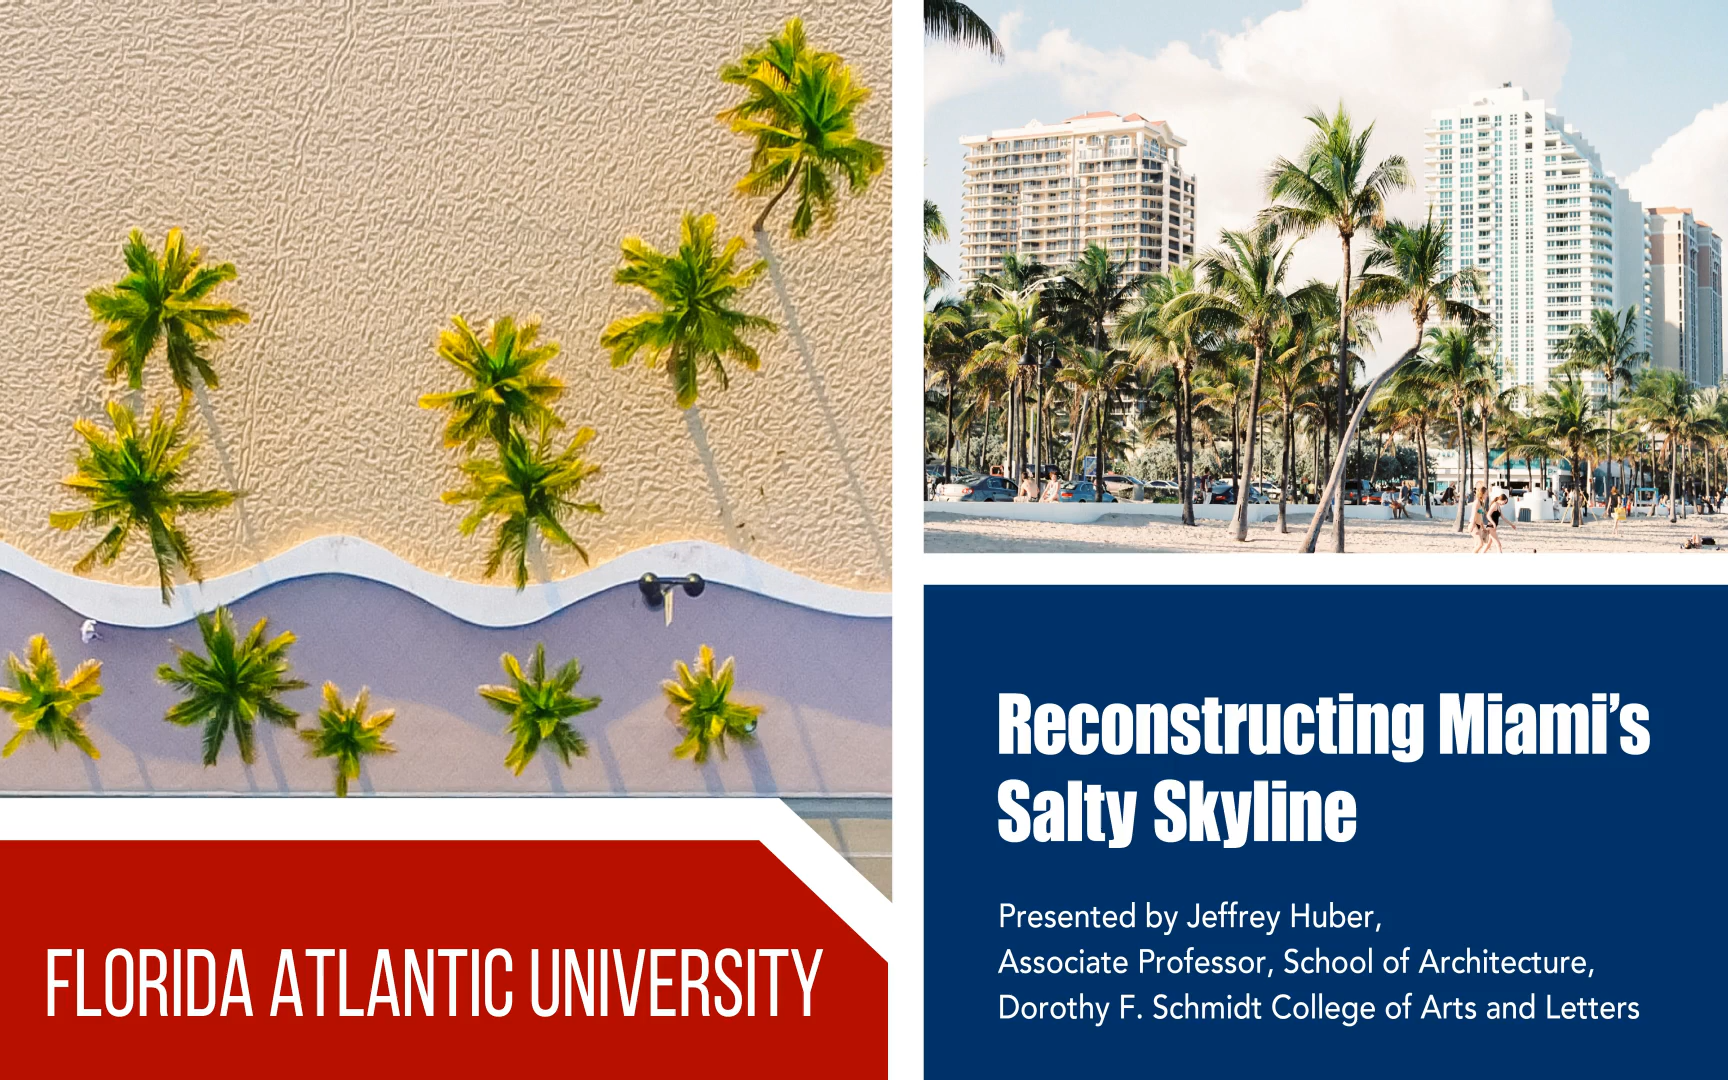 FLORIDA ATLANTIC UNIVERSITY
Reconstructing Miami’s
Salty Skyline
Presented by Jeffrey Huber,
Associate Professor, School of Architecture,
Dorothy F. Schmidt College of Arts and Letters